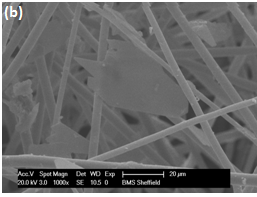 (b)
Acc.V Spot Magn Det WD Exp 20 µm
20.0 kV 3.0 1000x SE 10.5 0 BMS Sheffield